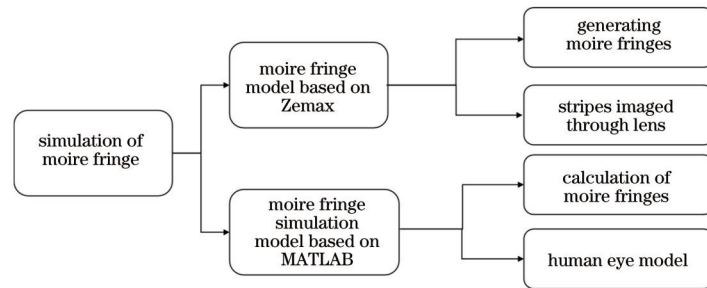 simulation of
moire fringe
moire fringe
model based on
Zemax
generating
moire fringes
stripes imaged
through lens
moire fringe
simulation
model based on
MATLAB
calculation of
moire fringes
human eye model